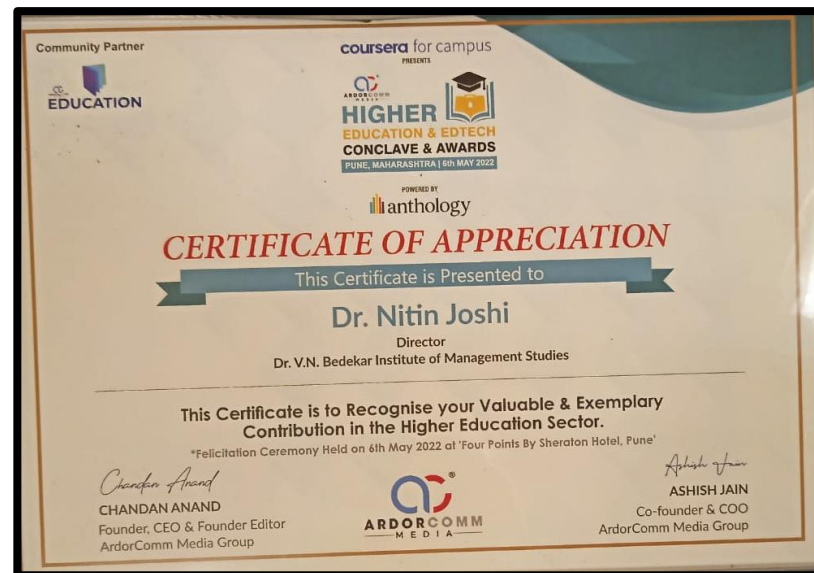 Community Partner
EDUCATION
coursera for campus
PRESENTS
ARDORCOMM
MEDIA
HIGHER
EDUCATION & EDTECH
CONCLAVE & AWARDS
PUNE, MAHARASHTRA | 6th MAY 2022
POWERED BY
anthology
CERTIFICATE OF APPRECIATION
This Certificate is Presented to
Dr. Nitin Joshi
Director
Dr. V.N. Bedekar Institute of Management Studies
This Certificate is to Recognise your Valuable & Exemplary
Contribution in the Higher Education Sector.
*Felicitation Ceremony Held on 6th May 2022 at 'Four Points By Sheraton Hotel, Pune'
Chandan Anand
CHANDAN ANAND
Founder, CEO & Founder Editor
ArdorComm Media Group
ARDORCOMM
MEDIA
Ashish Jain
ASHISH JAIN
Co-founder & COO
ArdorComm Media Group